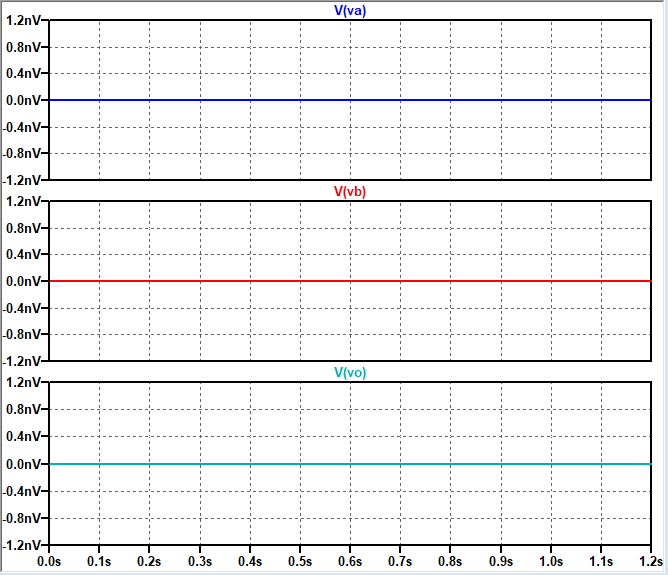 V(va)
1.2nV
0.8nV
0.4nV
0.0nV
-0.4nV
-0.8nV
-1.2nV
V(vb)
1.2nV
0.8nV
0.4nV
0.0nV
-0.4nV
-0.8nV
-1.2nV
V(vo)
1.2nV
0.8nV
0.4nV
0.0nV
-0.4nV
-0.8nV
-1.2nV
0.0s 0.1s 0.2s 0.3s 0.4s 0.5s 0.6s 0.7s 0.8s 0.9s 1.0s 1.1s 1.2s